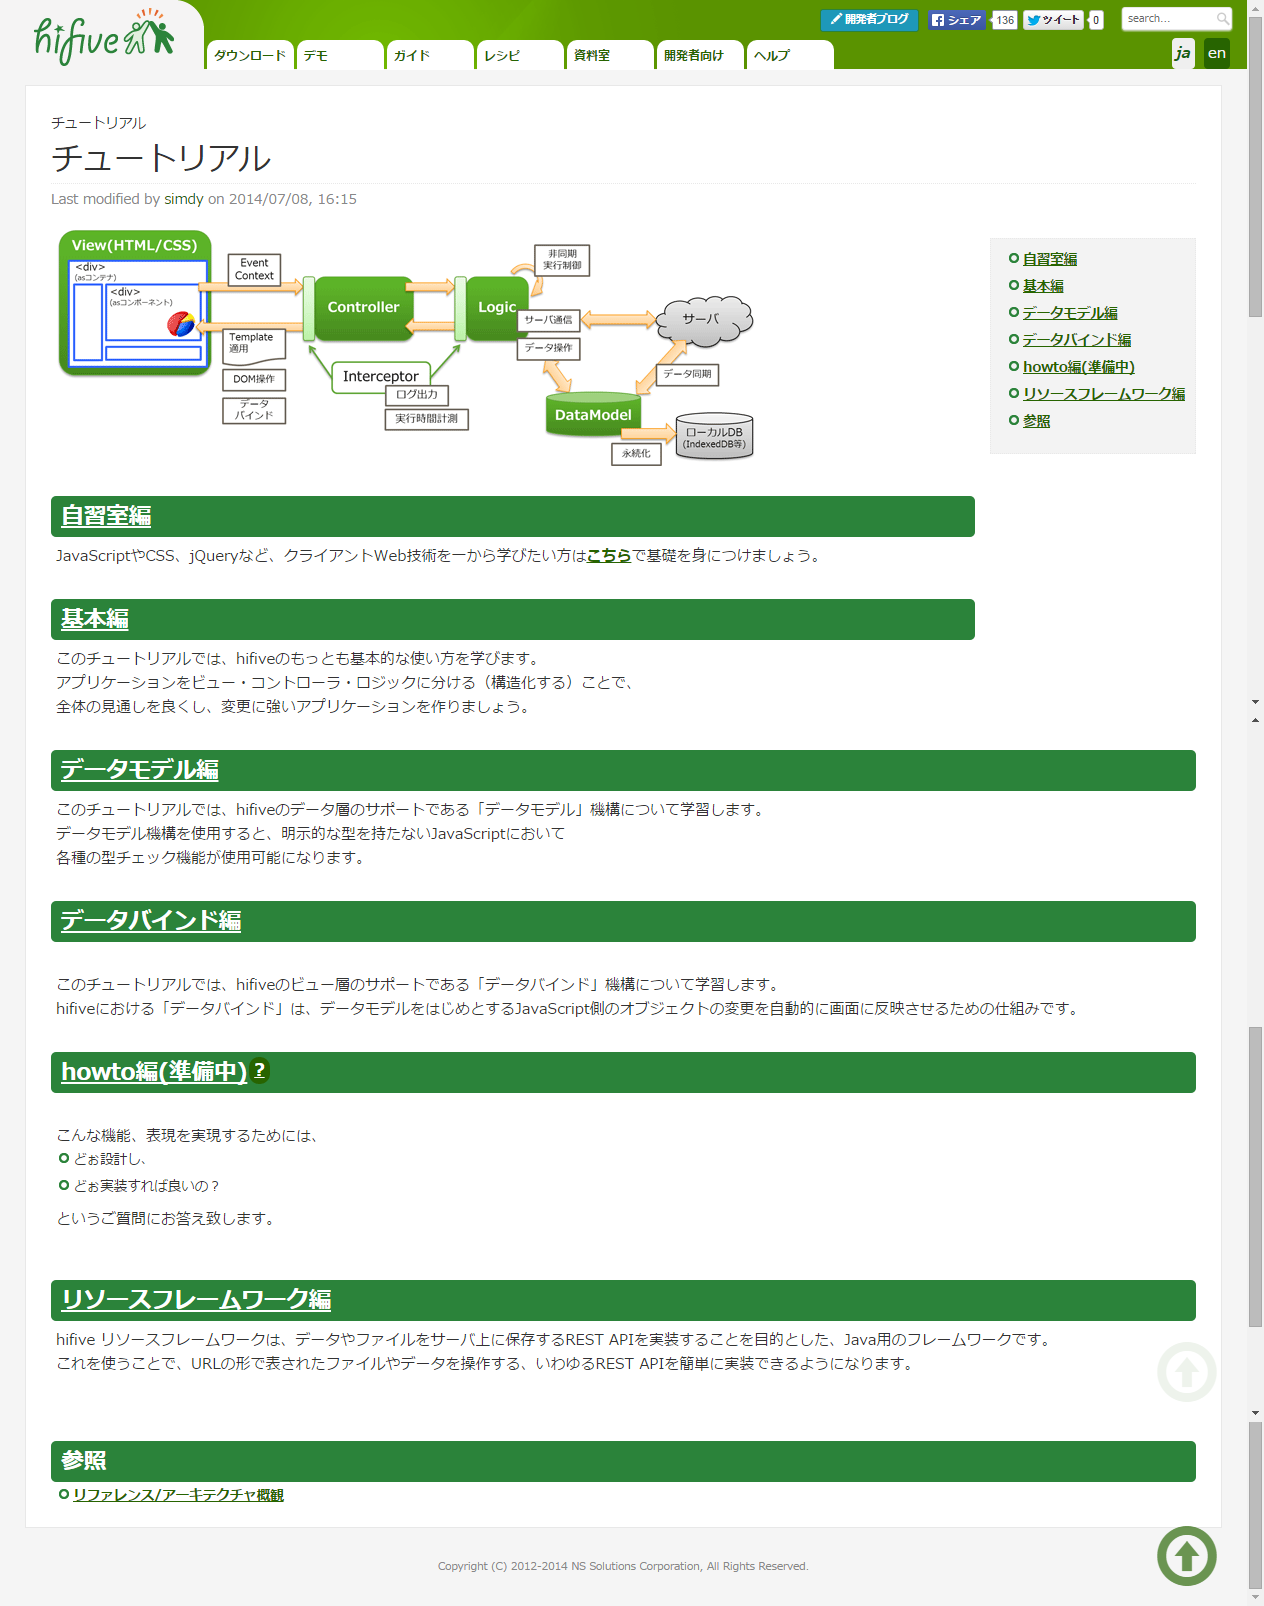 hifive
開発者ブログ
シェア 136
ツイート 0
search...
ダウンロード デモ ガイド レシピ 資料室 開発者向け ヘルプ
ja en
チュートリアル
チュートリアル
Last modified by simdy on 2014/07/08, 16:15
View(HTML/CSS)
<div>
(asコンテナ)
<div>
(asコンポーネント)
Event
Context
Template
適用
DOM操作
データ
バインド
Controller
Interceptor
ログ出力
実行時間計測
Logic
非同期
実行制御
サーバ通信
データ操作
サーバ
データ同期
DataModel
永続化
ローカルDB
(IndexedDB等)
自習室編
基本編
データモデル編
データバインド編
howto編(準備中)
リソースフレームワーク編
参照
自習室編
JavaScriptやCSS、jQueryなど、クライアントWeb技術を一から学びたい方はこちらで基礎を身につけましょう。
基本編
このチュートリアルでは、hifiveのもっとも基本的な使い方を学びます。
アプリケーションをビュー・コントローラ・ロジックに分ける（構造化する）ことで、
全体の見通しを良くし、変更に強いアプリケーションを作りましょう。
データモデル編
このチュートリアルでは、hifiveのデータ層のサポートである「データモデル」機構について学習します。
データモデル機構を使用すると、明示的な型を持たないJavaScriptにおいて
各種の型チェック機能が使用可能になります。
データバインド編
このチュートリアルでは、hifiveのビュー層のサポートである「データバインド」機構について学習します。
hifiveにおける「データバインド」は、データモデルをはじめとするJavaScript側のオブジェクトの変更を自動的に画面に反映させるための仕組みです。
howto編(準備中)?
こんな機能、表現を実現するためには、
どぉ設計し、
どぉ実装すれば良いの？
というご質問にお答え致します。
リソースフレームワーク編
hifive リソースフレームワークは、データやファイルをサーバ上に保存するREST APIを実装することを目的とした、Java用のフレームワークです。
これを使うことで、URLの形で表されたファイルやデータを操作する、いわゆるREST APIを簡単に実装できるようになります。
参照
リファレンス/アーキテクチャ概観
Copyright (C) 2012-2014 NS Solutions Corporation, All Rights Reserved.